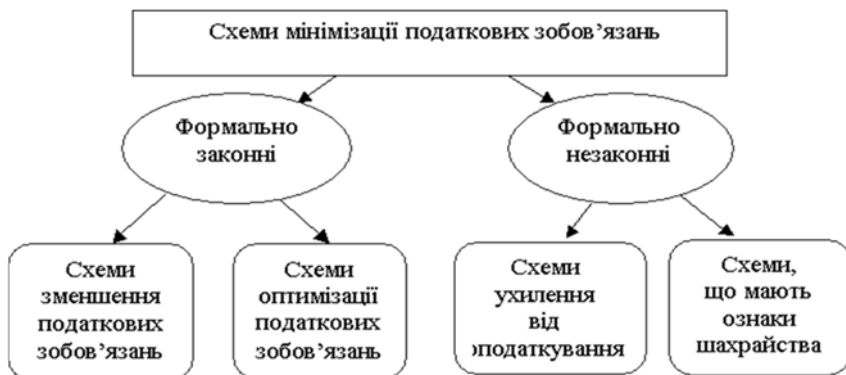 Схеми мінімізації податкових зобов’язань
Формально
законні
Формально
незаконні
Схеми
зменшення
податкових
зобов’язань
Схеми
оптимізації
податкових
зобов’язань
Схеми
ухилення
від
оподаткування
Схеми,
що мають
ознаки
шахрайства